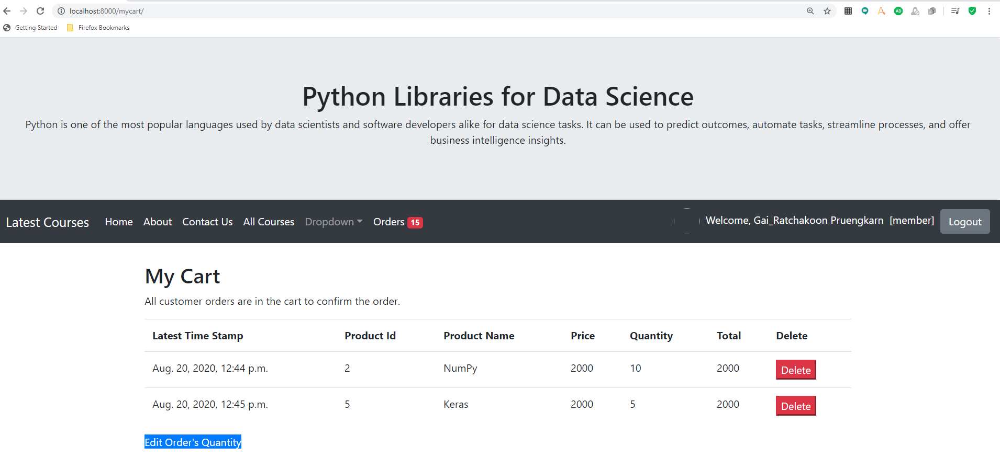 localhost:8000/mycart/
AD
Getting Started Firefox Bookmarks
Python Libraries for Data Science
Python is one of the most popular languages used by data scientists and software developers alike for data science tasks. It can be used to predict outcomes, automate tasks, streamline processes, and offer
business intelligence insights.
Latest Courses Home About Contact Us All Courses Dropdown Orders 15 Welcome, Gai_Ratchakoon Pruengkarn [member] Logout
My Cart
All customer orders are in the cart to confirm the order.
Latest Time Stamp Product Id Product Name Price Quantity Total Delete
Aug. 20, 2020, 12:44 p.m. 2 NumPy 2000 10 2000 Delete
Aug. 20, 2020, 12:45 p.m. 5 Keras 2000 5 2000 Delete
Edit Order's Quantity